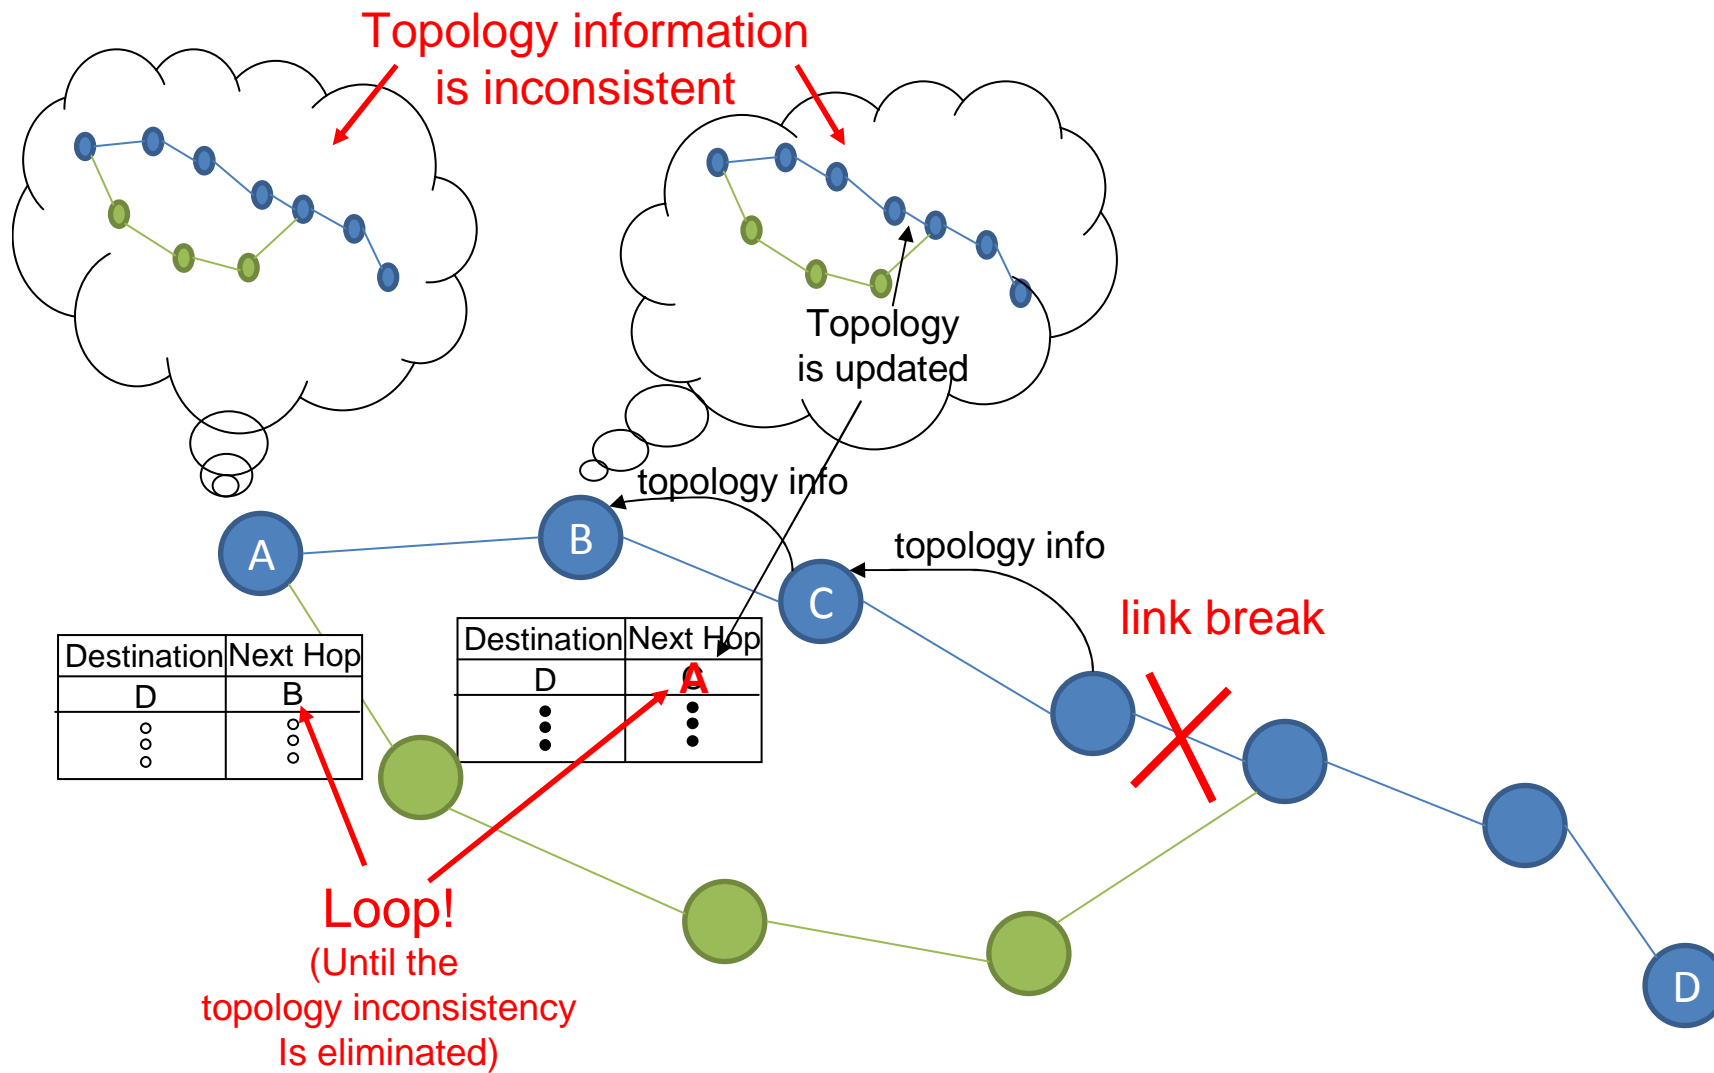 Topology information
is inconsistent
Topology
is updated
topology info
topology info
link break
A
B
C
D
Destination Next Hop
D B
Destination Next Hop
D A
Loop!
(Until the
topology inconsistency
Is eliminated)